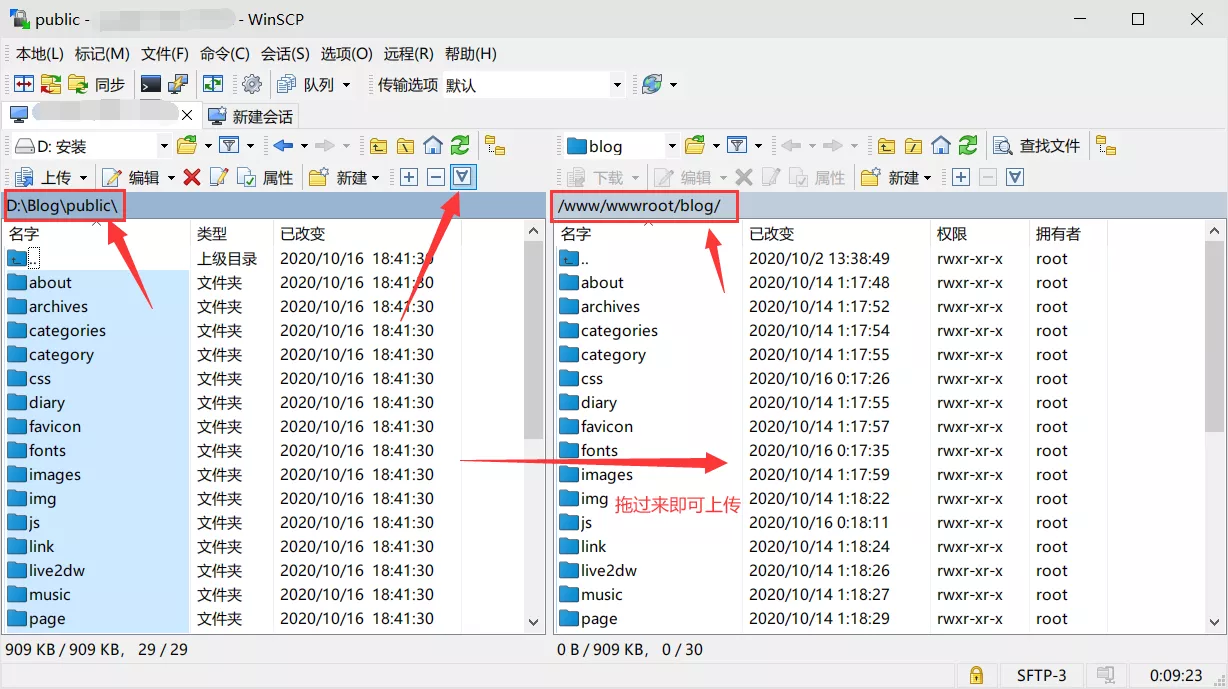 public - - WinSCP
本地(L) 标记(M) 文件(F) 命令(C) 会话(S) 选项(O) 远程(R) 帮助(H)
同步 队列 传输选项 默认
新建会话
D: 安装 blog 查找文件
上传 编辑 属性 新建 下载 编辑 属性 新建
D:\Blog\public\ /www/wwwroot/blog/
名字 类型 已改变 名字 已改变 权限 拥有者
.. 上级目录 2020/10/16 18:41:30 .. 2020/10/2 13:38:49 rwxr-xr-x root
about 文件夹 2020/10/16 18:41:30 about 2020/10/14 1:17:48 rwxr-xr-x root
archives 文件夹 2020/10/16 18:41:30 archives 2020/10/14 1:17:52 rwxr-xr-x root
categories 文件夹 2020/10/16 18:41:30 categories 2020/10/14 1:17:54 rwxr-xr-x root
category 文件夹 2020/10/16 18:41:30 category 2020/10/14 1:17:55 rwxr-xr-x root
css 文件夹 2020/10/16 18:41:30 css 2020/10/16 0:17:26 rwxr-xr-x root
diary 文件夹 2020/10/16 18:41:30 diary 2020/10/14 1:17:55 rwxr-xr-x root
favicon 文件夹 2020/10/16 18:41:30 favicon 2020/10/14 1:17:57 rwxr-xr-x root
fonts 文件夹 2020/10/16 18:41:30 fonts 2020/10/16 0:17:35 rwxr-xr-x root
images 文件夹 2020/10/16 18:41:30 images 2020/10/14 1:17:59 rwxr-xr-x root
img 文件夹 2020/10/16 18:41:30 img 2020/10/14 1:18:22 rwxr-xr-x root
拖过来即可上传
js 文件夹 2020/10/16 18:41:30 js 2020/10/16 0:18:11 rwxr-xr-x root
link 文件夹 2020/10/16 18:41:30 link 2020/10/14 1:18:24 rwxr-xr-x root
live2dw 文件夹 2020/10/16 18:41:30 live2dw 2020/10/14 1:18:26 rwxr-xr-x root
music 文件夹 2020/10/16 18:41:30 music 2020/10/14 1:18:27 rwxr-xr-x root
page 文件夹 2020/10/16 18:41:30 page 2020/10/14 1:18:29 rwxr-xr-x root
909 KB / 909 KB， 29 / 29 0 B / 909 KB， 0 / 30
SFTP-3 0:09:23